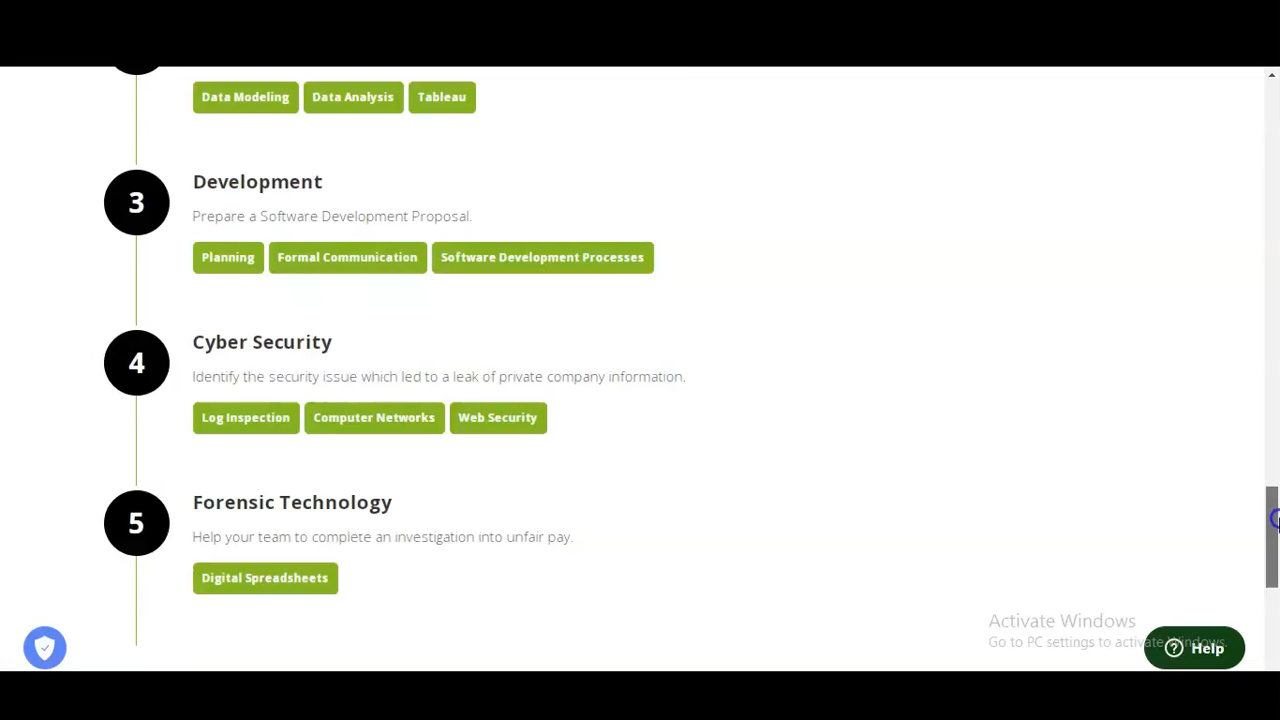 Data Modeling Data Analysis Tableau
3
Development
Prepare a Software Development Proposal.
Planning Formal Communication Software Development Processes
4
Cyber Security
Identify the security issue which led to a leak of private company information.
Log Inspection Computer Networks Web Security
5
Forensic Technology
Help your team to complete an investigation into unfair pay.
Digital Spreadsheets
Activate Windows
Go to PC settings to activate Windows.
Help